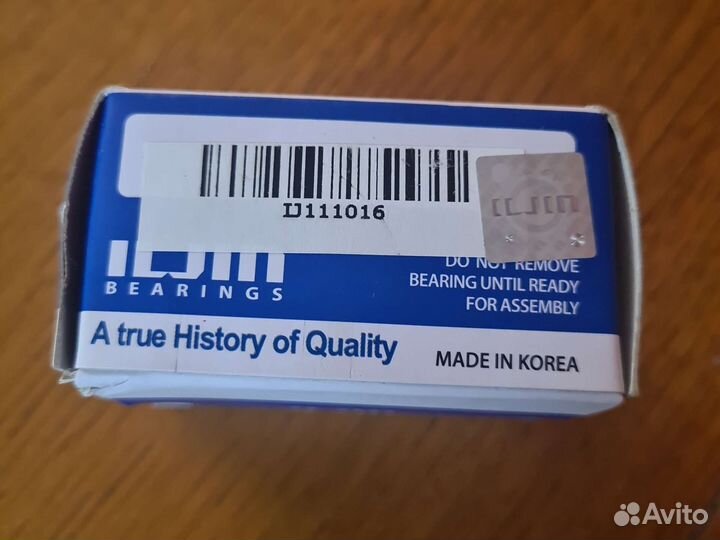 IJ111016
ILJIN
ILJIN
BEARINGS
DO NOT REMOVE
BEARING UNTIL READY
FOR ASSEMBLY
A true History of Quality
MADE IN KOREA
Avito